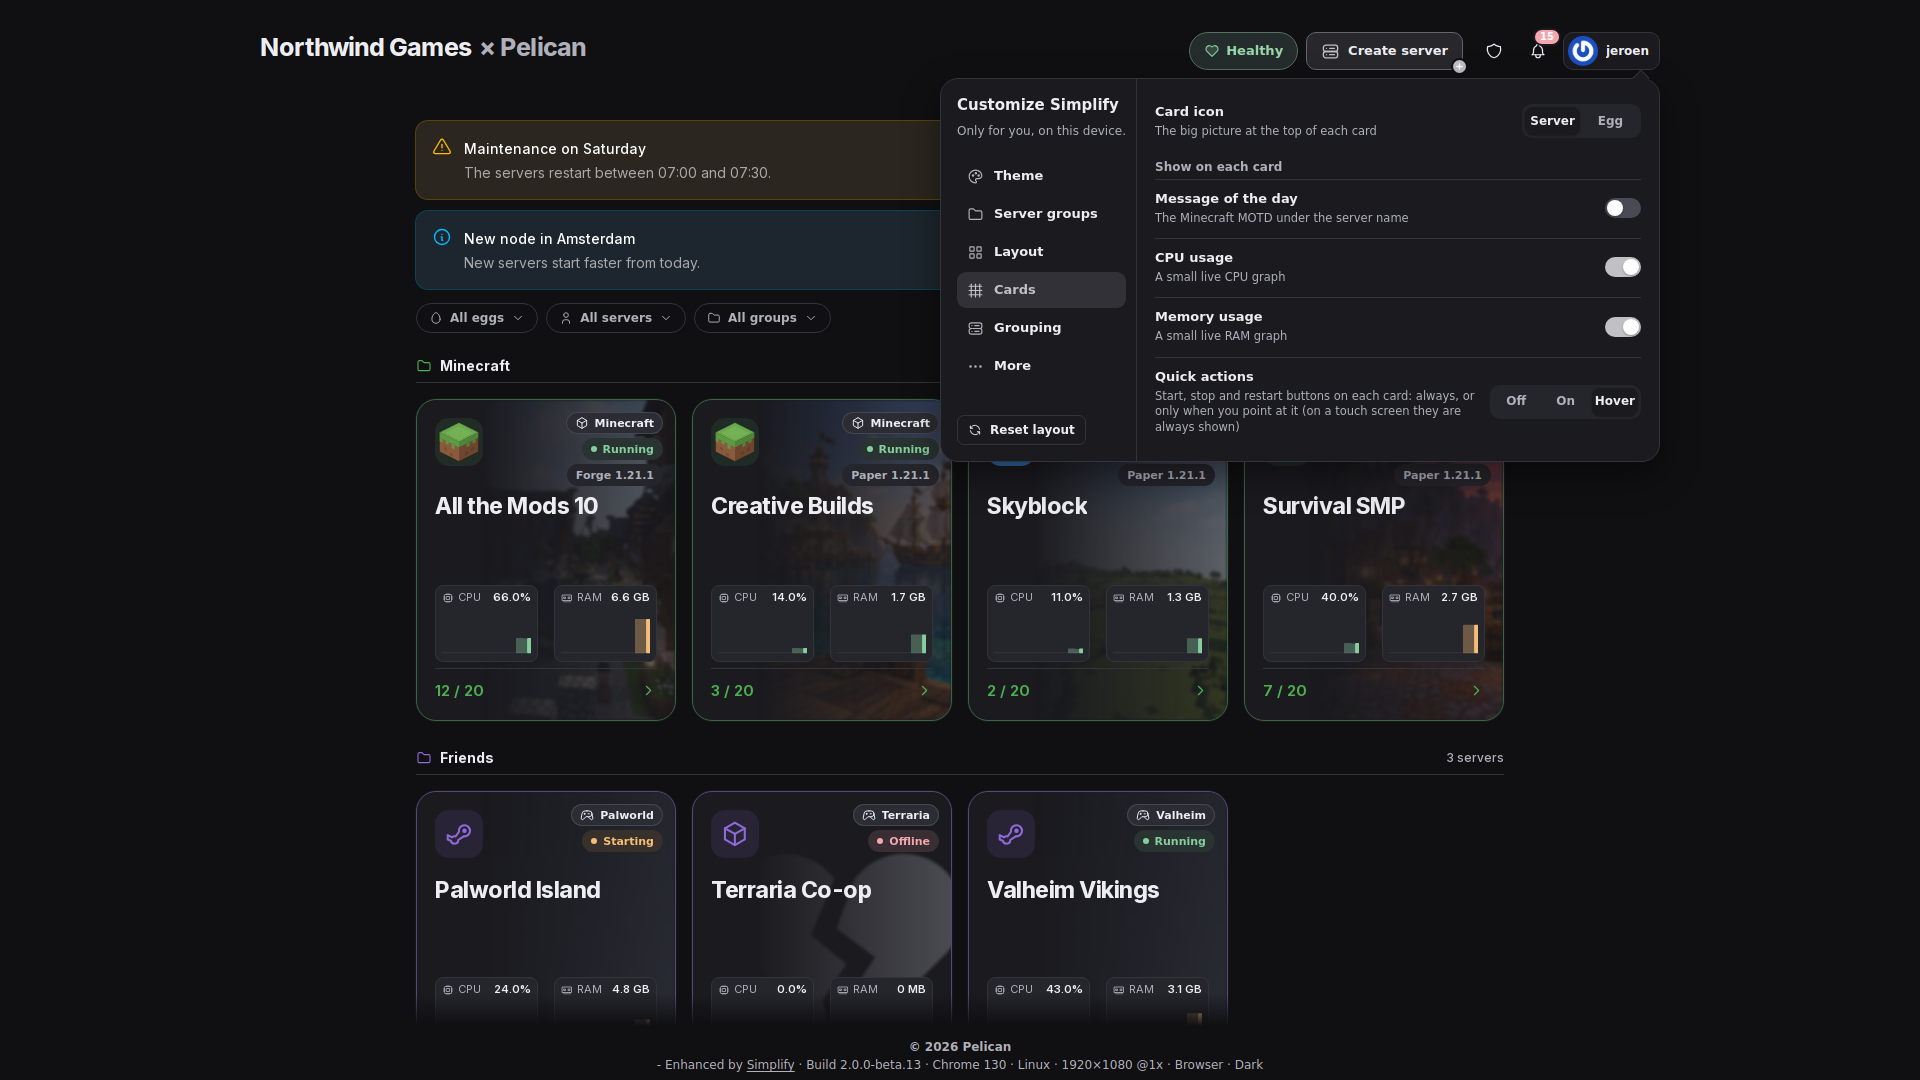 Northwind Games × Pelican
Healthy
Create server
15
jeroen
Customize Simplify
Only for you, on this device.
Theme
Server groups
Layout
Cards
Grouping
More
Reset layout
Card icon
The big picture at the top of each card
Server
Egg
Show on each card
Message of the day
The Minecraft MOTD under the server name
CPU usage
A small live CPU graph
Memory usage
A small live RAM graph
Quick actions
Start, stop and restart buttons on each card: always, or
only when you point at it (on a touch screen they are
always shown)
Off
On
Hover
Maintenance on Saturday
The servers restart between 07:00 and 07:30.
New node in Amsterdam
New servers start faster from today.
All eggs
All servers
All groups
Minecraft
Minecraft
Running
Forge 1.21.1
All the Mods 10
CPU 66.0%
RAM 6.6 GB
12 / 20
Minecraft
Running
Paper 1.21.1
Creative Builds
CPU 14.0%
RAM 1.7 GB
3 / 20
Paper 1.21.1
Skyblock
CPU 11.0%
RAM 1.3 GB
2 / 20
Paper 1.21.1
Survival SMP
CPU 40.0%
RAM 2.7 GB
7 / 20
Friends
3 servers
Palworld
Starting
Palworld Island
CPU 24.0%
RAM 4.8 GB
Terraria
Offline
Terraria Co-op
CPU 0.0%
RAM 0 MB
Valheim
Running
Valheim Vikings
CPU 43.0%
RAM 3.1 GB
© 2026 Pelican
- Enhanced by Simplify · Build 2.0.0-beta.13 · Chrome 130 · Linux · 1920×1080 @1x · Browser · Dark